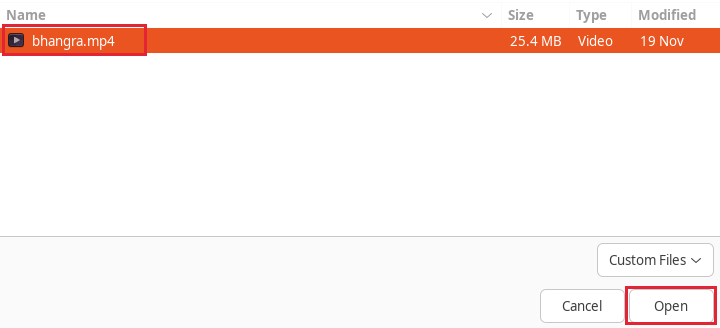 Name Size Type Modified
bhangra.mp4 25.4 MB Video 19 Nov
Custom Files
Cancel Open